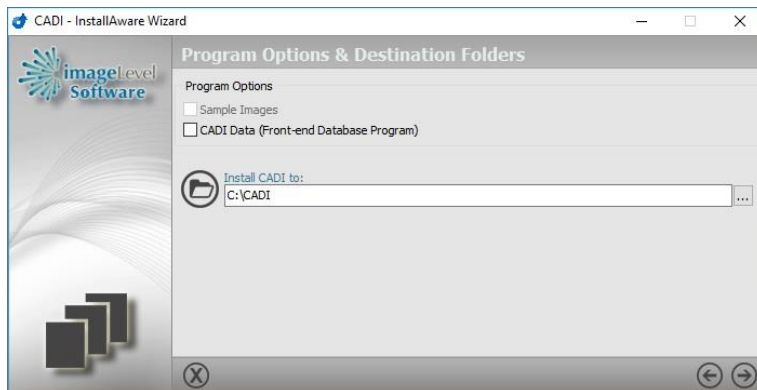 CADI - InstallAware Wizard
imageLevel
Software
Program Options & Destination Folders
Program Options
Sample Images
CADI Data (Front-end Database Program)
Install CADI to:
C:\CADI
...